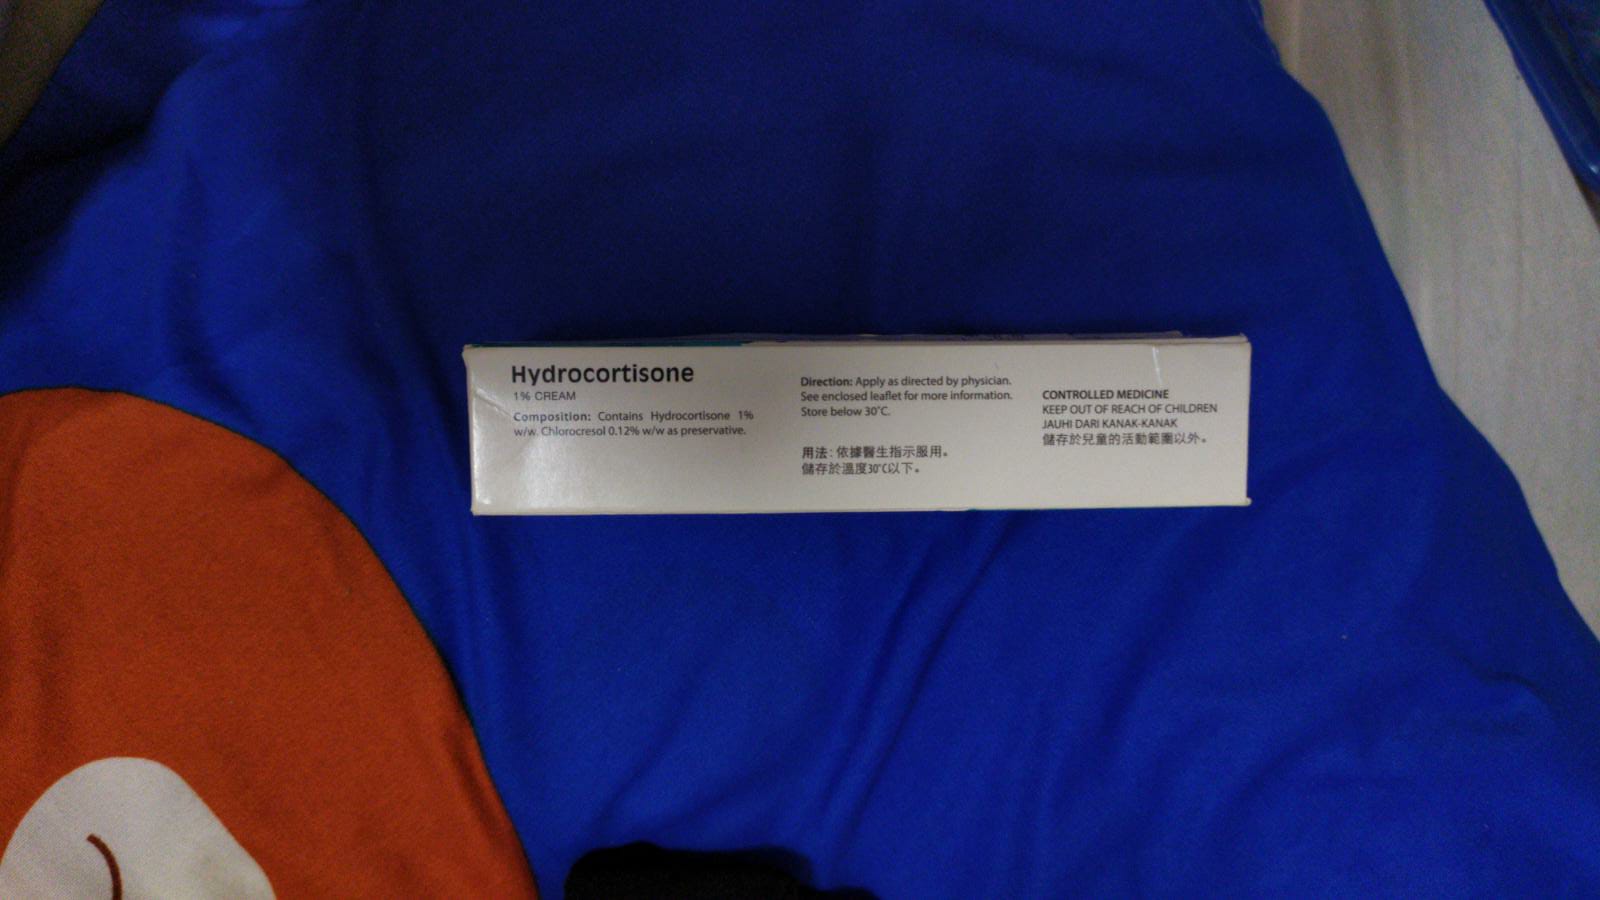 Hydrocortisone
1% CREAM
Composition: Contains Hydrocortisone 1%
w/w. Chlorocresol 0.12% w/w as preservative.
Direction: Apply as directed by physician.
See enclosed leaflet for more information.
Store below 30°C.
用法：依據醫生指示服用。
儲存於溫度30°C以下。
CONTROLLED MEDICINE
KEEP OUT OF REACH OF CHILDREN
JAUHI DARI KANAK-KANAK
儲存於兒童的活動範圍以外。